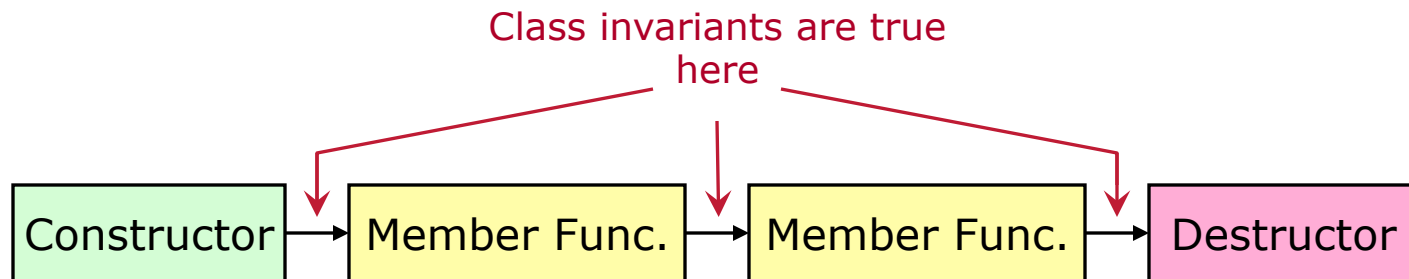 Class invariants are true
here
Constructor
Member Func.
Member Func.
Destructor